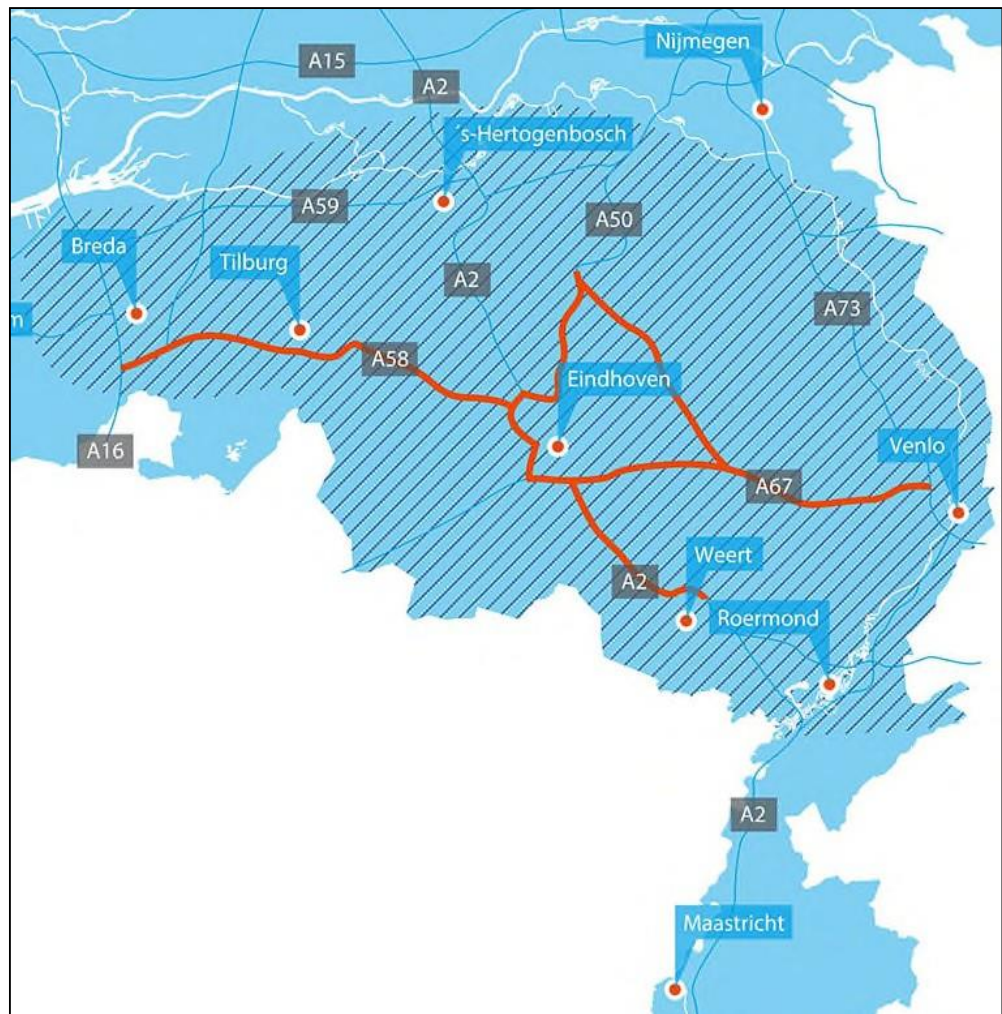 Nijmegen
A15
A2
's-Hertogenbosch
A59
A50
Breda
Tilburg
A2
A73
m
A58
Eindhoven
A16
Venlo
A67
Weert
A2
Roermond
A2
Maastricht